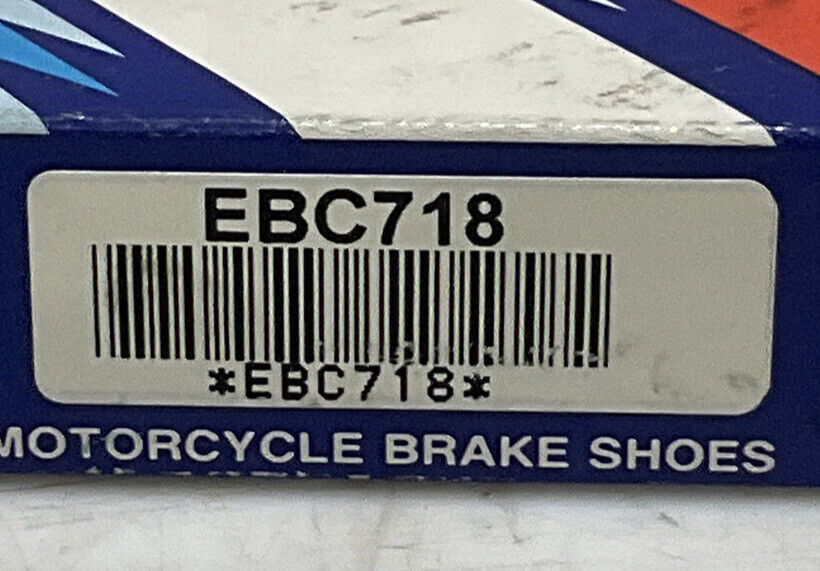 EBC718
*EBC718*
MOTORCYCLE BRAKE SHOES